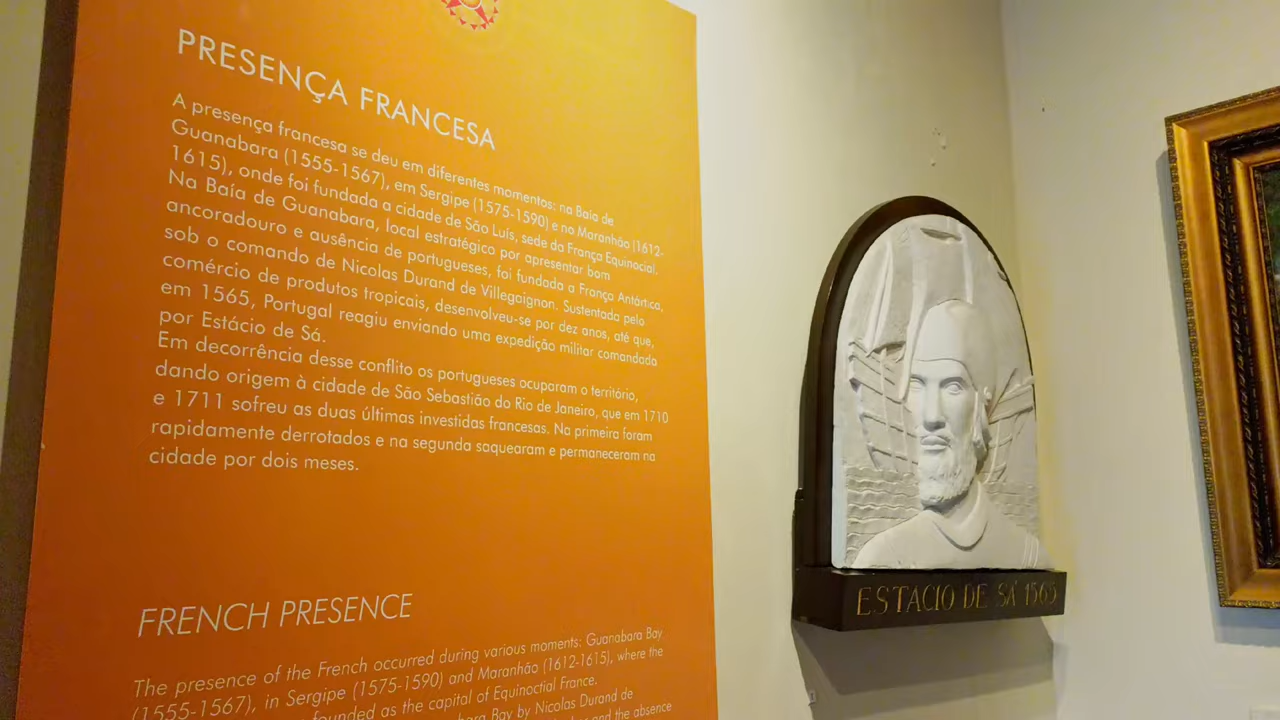 PRESENÇA FRANCESA
A presença francesa se deu em diferentes momentos: na Baía de
Guanabara (1555-1567), em Sergipe (1575-1590) e no Maranhão (1612-
1615), onde foi fundada a cidade de São Luís, sede da França Equinocial.
Na Baía de Guanabara, local estratégico por apresentar bom
ancoradouro e ausência de portugueses, foi fundada a França Antártica,
sob o comando de Nicolas Durand de Villegaignon. Sustentada pelo
comércio de produtos tropicais, desenvolveu-se por dez anos, até que,
em 1565, Portugal reagiu enviando uma expedição militar comandada
por Estácio de Sá.
Em decorrência desse conflito os portugueses ocuparam o território,
dando origem à cidade de São Sebastião do Rio de Janeiro, que em 1710
e 1711 sofreu as duas últimas investidas francesas. Na primeira foram
rapidamente derrotados e na segunda saquearam e permaneceram na
cidade por dois meses.
FRENCH PRESENCE
The presence of the French occurred during various moments: Guanabara Bay
(1555-1567), in Sergipe (1575-1590) and Maranhão (1612-1615), where the
founded as the capital of Equinoctial France.
Bay by Nicolas Durand de
and the absence
ESTACIO DE SÁ 1565